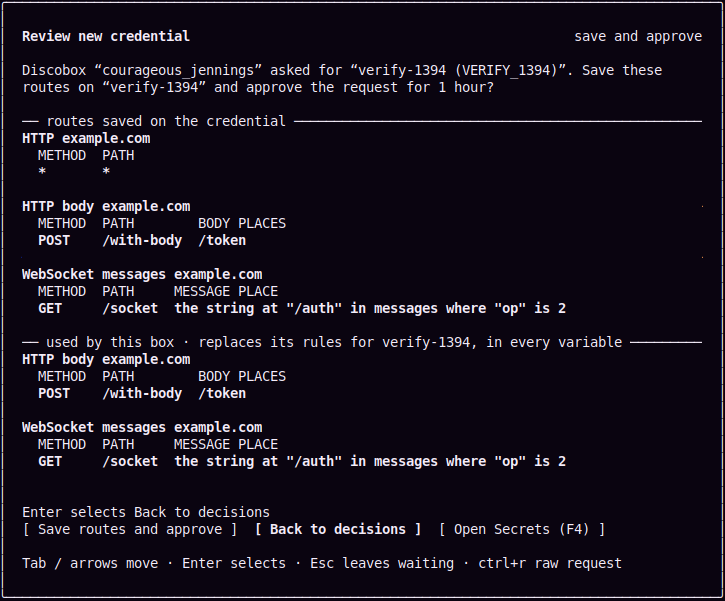 Review new credential save and approve
Discobox “courageous_jennings” asked for “verify-1394 (VERIFY_1394)”. Save these
routes on “verify-1394” and approve the request for 1 hour?
── routes saved on the credential ──
HTTP example.com
METHOD PATH
* *
HTTP body example.com
METHOD PATH BODY PLACES
POST /with-body /token
WebSocket messages example.com
METHOD PATH MESSAGE PLACE
GET /socket the string at "/auth" in messages where "op" is 2
── used by this box · replaces its rules for verify-1394, in every variable ──
HTTP body example.com
METHOD PATH BODY PLACES
POST /with-body /token
WebSocket messages example.com
METHOD PATH MESSAGE PLACE
GET /socket the string at "/auth" in messages where "op" is 2
Enter selects Back to decisions
[ Save routes and approve ] [ Back to decisions ] [ Open Secrets (F4) ]
Tab / arrows move · Enter selects · Esc leaves waiting · ctrl+r raw request